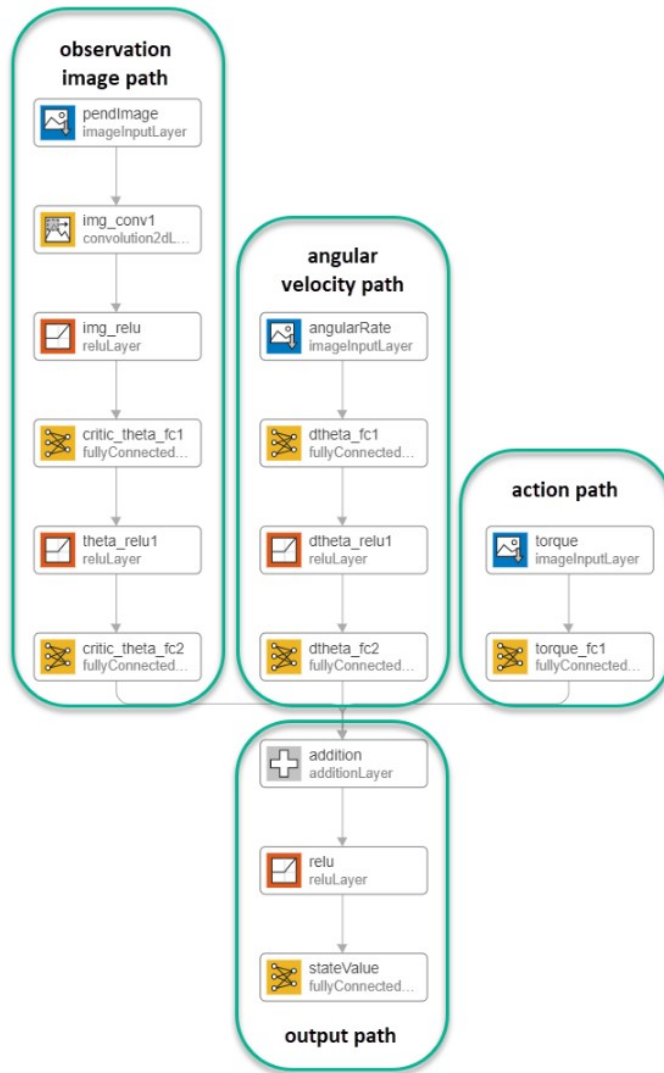 observation
image path
pendImage
imageInputLayer
img_conv1
convolution2dL...
img_relu
reluLayer
critic_theta_fc1
fullyConnected...
theta_relu1
reluLayer
critic_theta_fc2
fullyConnected...
angular
velocity path
angularRate
imageInputLayer
dtheta_fc1
fullyConnected...
dtheta_relu1
reluLayer
dtheta_fc2
fullyConnected...
action path
torque
imageInputLayer
torque_fc1
fullyConnected...
addition
additionLayer
relu
reluLayer
stateValue
fullyConnected...
output path